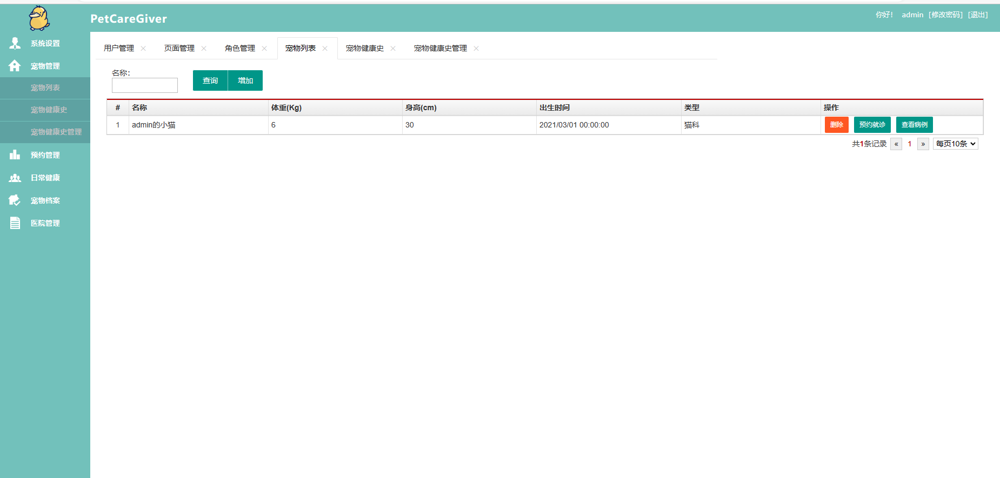 PetCareGiver
你好！ admin [修改密码] [退出]
系统设置
宠物管理
宠物列表
宠物健康史
宠物健康史管理
预约管理
日常健康
宠物档案
医院管理
用户管理 × 页面管理 × 角色管理 × 宠物列表 × 宠物健康史 × 宠物健康史管理 ×
名称：
查询 增加
# 名称 体重(Kg) 身高(cm) 出生时间 类型 操作
1 admin的小猫 6 30 2021/03/01 00:00:00 猫科 删除 预约就诊 查看病例
共1条记录 « 1 » 每页10条